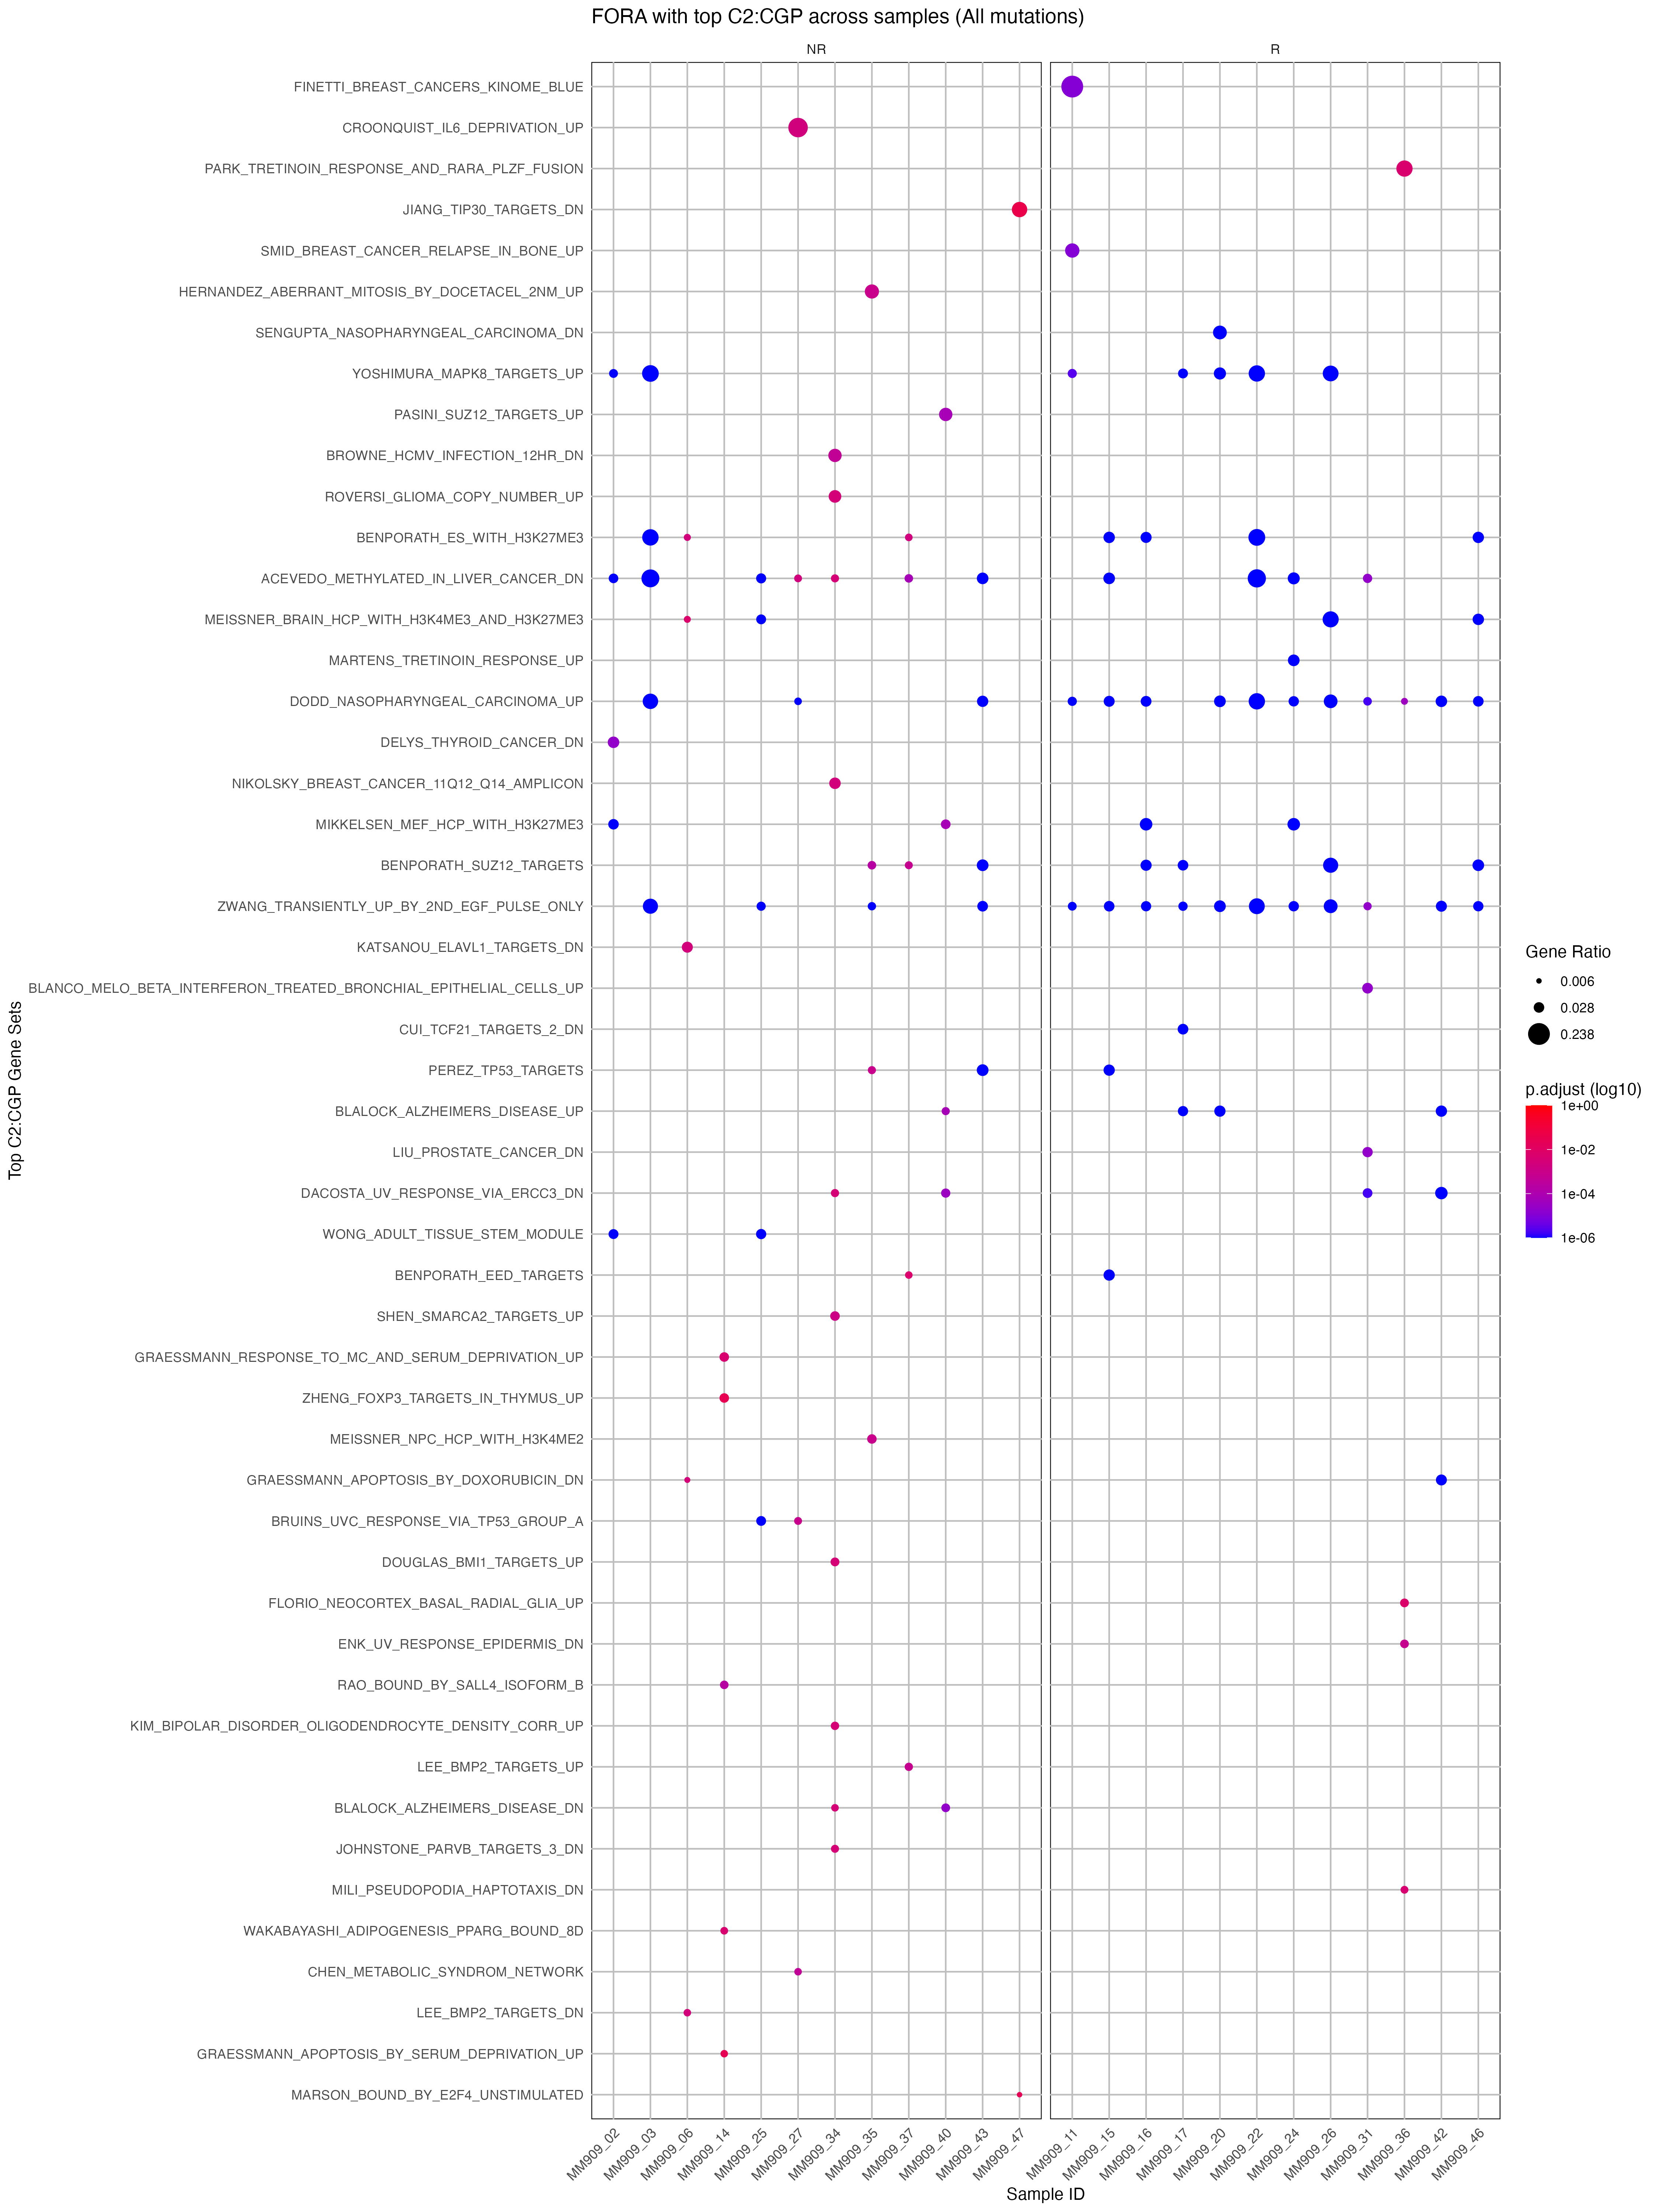 FORA with top C2:CGP across samples (All mutations)
NR
R
FINETTI_BREAST_CANCERS_KINOME_BLUE
CROONQUIST_IL6_DEPRIVATION_UP
PARK_TRETINOIN_RESPONSE_AND_RARA_PLZF_FUSION
JIANG_TIP30_TARGETS_DN
SMID_BREAST_CANCER_RELAPSE_IN_BONE_UP
HERNANDEZ_ABERRANT_MITOSIS_BY_DOCETACEL_2NM_UP
SENGUPTA_NASOPHARYNGEAL_CARCINOMA_DN
YOSHIMURA_MAPK8_TARGETS_UP
PASINI_SUZ12_TARGETS_UP
BROWNE_HCMV_INFECTION_12HR_DN
ROVERSI_GLIOMA_COPY_NUMBER_UP
BENPORATH_ES_WITH_H3K27ME3
ACEVEDO_METHYLATED_IN_LIVER_CANCER_DN
MEISSNER_BRAIN_HCP_WITH_H3K4ME3_AND_H3K27ME3
MARTENS_TRETINOIN_RESPONSE_UP
DODD_NASOPHARYNGEAL_CARCINOMA_UP
DELYS_THYROID_CANCER_DN
NIKOLSKY_BREAST_CANCER_11Q12_Q14_AMPLICON
MIKKELSEN_MEF_HCP_WITH_H3K27ME3
BENPORATH_SUZ12_TARGETS
ZWANG_TRANSIENTLY_UP_BY_2ND_EGF_PULSE_ONLY
KATSANOU_ELAVL1_TARGETS_DN
BLANCO_MELO_BETA_INTERFERON_TREATED_BRONCHIAL_EPITHELIAL_CELLS_UP
CUI_TCF21_TARGETS_2_DN
PEREZ_TP53_TARGETS
BLALOCK_ALZHEIMERS_DISEASE_UP
LIU_PROSTATE_CANCER_DN
DACOSTA_UV_RESPONSE_VIA_ERCC3_DN
WONG_ADULT_TISSUE_STEM_MODULE
BENPORATH_EED_TARGETS
SHEN_SMARCA2_TARGETS_UP
GRAESSMANN_RESPONSE_TO_MC_AND_SERUM_DEPRIVATION_UP
ZHENG_FOXP3_TARGETS_IN_THYMUS_UP
MEISSNER_NPC_HCP_WITH_H3K4ME2
GRAESSMANN_APOPTOSIS_BY_DOXORUBICIN_DN
BRUINS_UVC_RESPONSE_VIA_TP53_GROUP_A
DOUGLAS_BMI1_TARGETS_UP
FLORIO_NEOCORTEX_BASAL_RADIAL_GLIA_UP
ENK_UV_RESPONSE_EPIDERMIS_DN
RAO_BOUND_BY_SALL4_ISOFORM_B
KIM_BIPOLAR_DISORDER_OLIGODENDROCYTE_DENSITY_CORR_UP
LEE_BMP2_TARGETS_UP
BLALOCK_ALZHEIMERS_DISEASE_DN
JOHNSTONE_PARVB_TARGETS_3_DN
MILI_PSEUDOPODIA_HAPTOTAXIS_DN
WAKABAYASHI_ADIPOGENESIS_PPARG_BOUND_8D
CHEN_METABOLIC_SYNDROM_NETWORK
LEE_BMP2_TARGETS_DN
GRAESSMANN_APOPTOSIS_BY_SERUM_DEPRIVATION_UP
MARSON_BOUND_BY_E2F4_UNSTIMULATED
Top C2:CGP Gene Sets
MM909_02
MM909_03
MM909_06
MM909_14
MM909_25
MM909_27
MM909_34
MM909_35
MM909_37
MM909_40
MM909_43
MM909_47
MM909_11
MM909_15
MM909_16
MM909_17
MM909_20
MM909_22
MM909_24
MM909_26
MM909_31
MM909_36
MM909_42
MM909_46
Sample ID
Gene Ratio
0.006
0.028
0.238
p.adjust (log10)
1e+00
1e-02
1e-04
1e-06